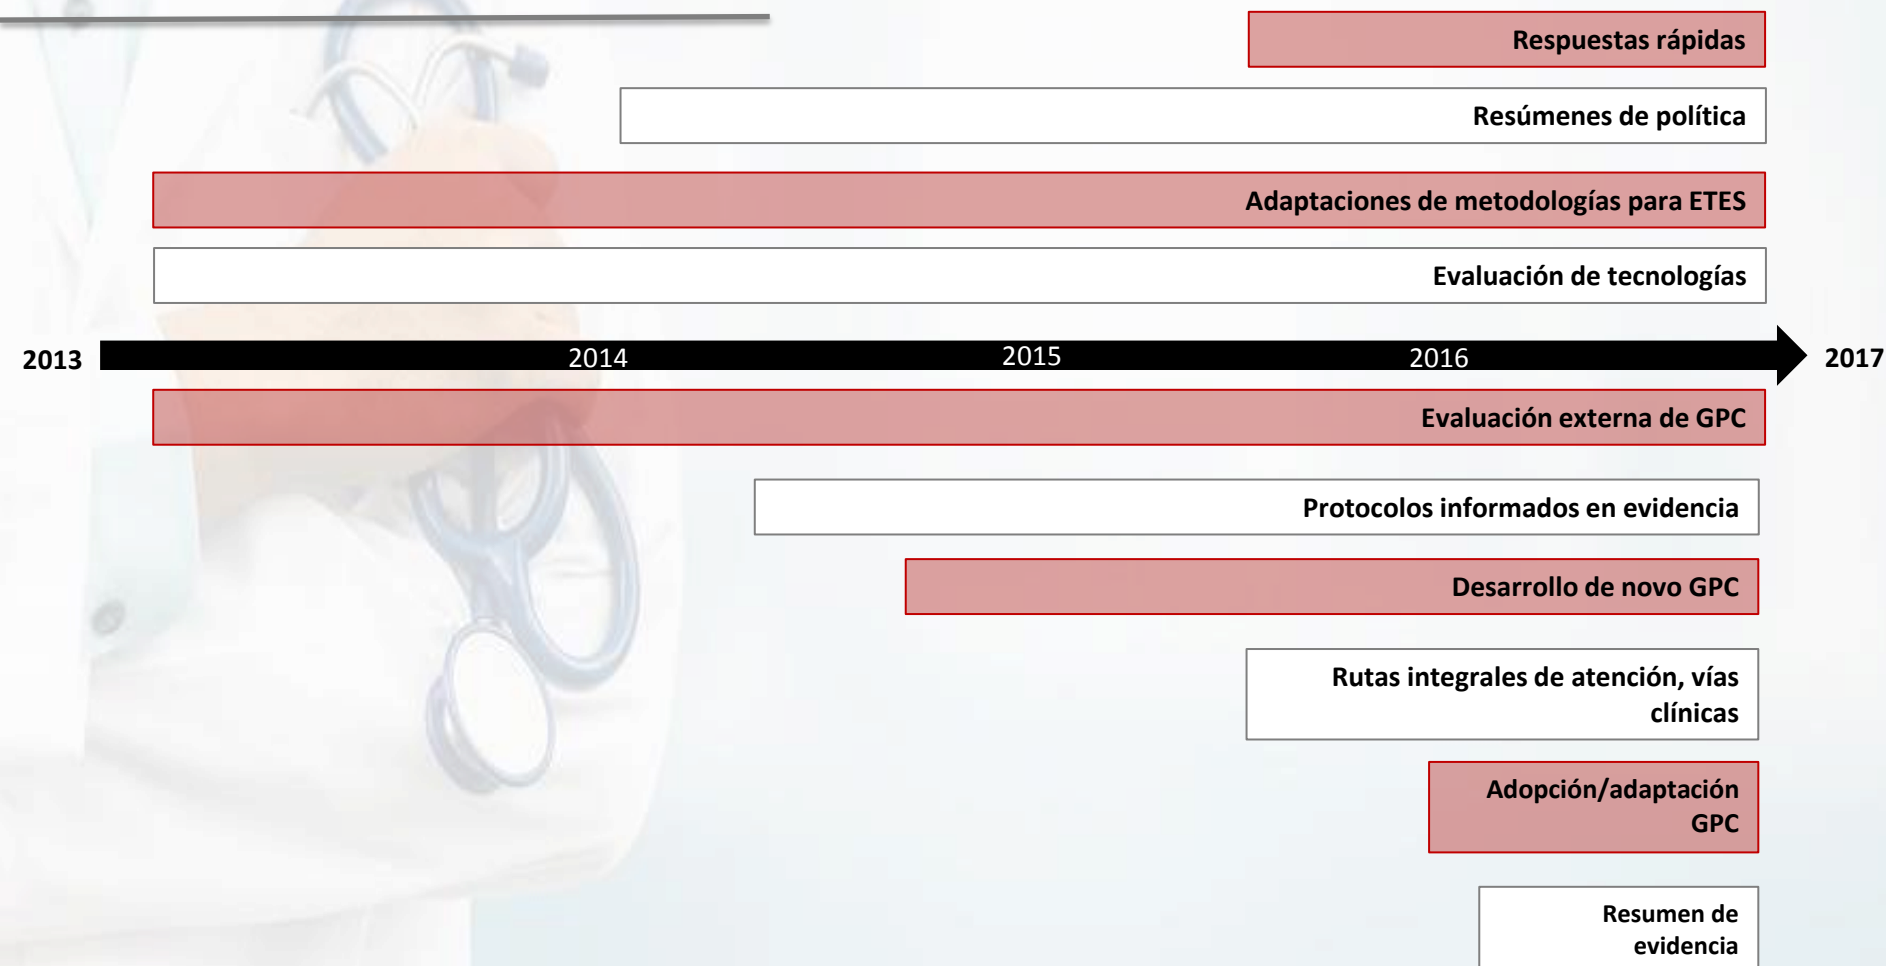 Respuestas rápidas
Resúmenes de política
Adaptaciones de metodologías para ETES
Evaluación de tecnologías
2013 2014 2015 2016 2017
Evaluación externa de GPC
Protocolos informados en evidencia
Desarrollo de novo GPC
Rutas integrales de atención, vías
clínicas
Adopción/adaptación
GPC
Resumen de
evidencia